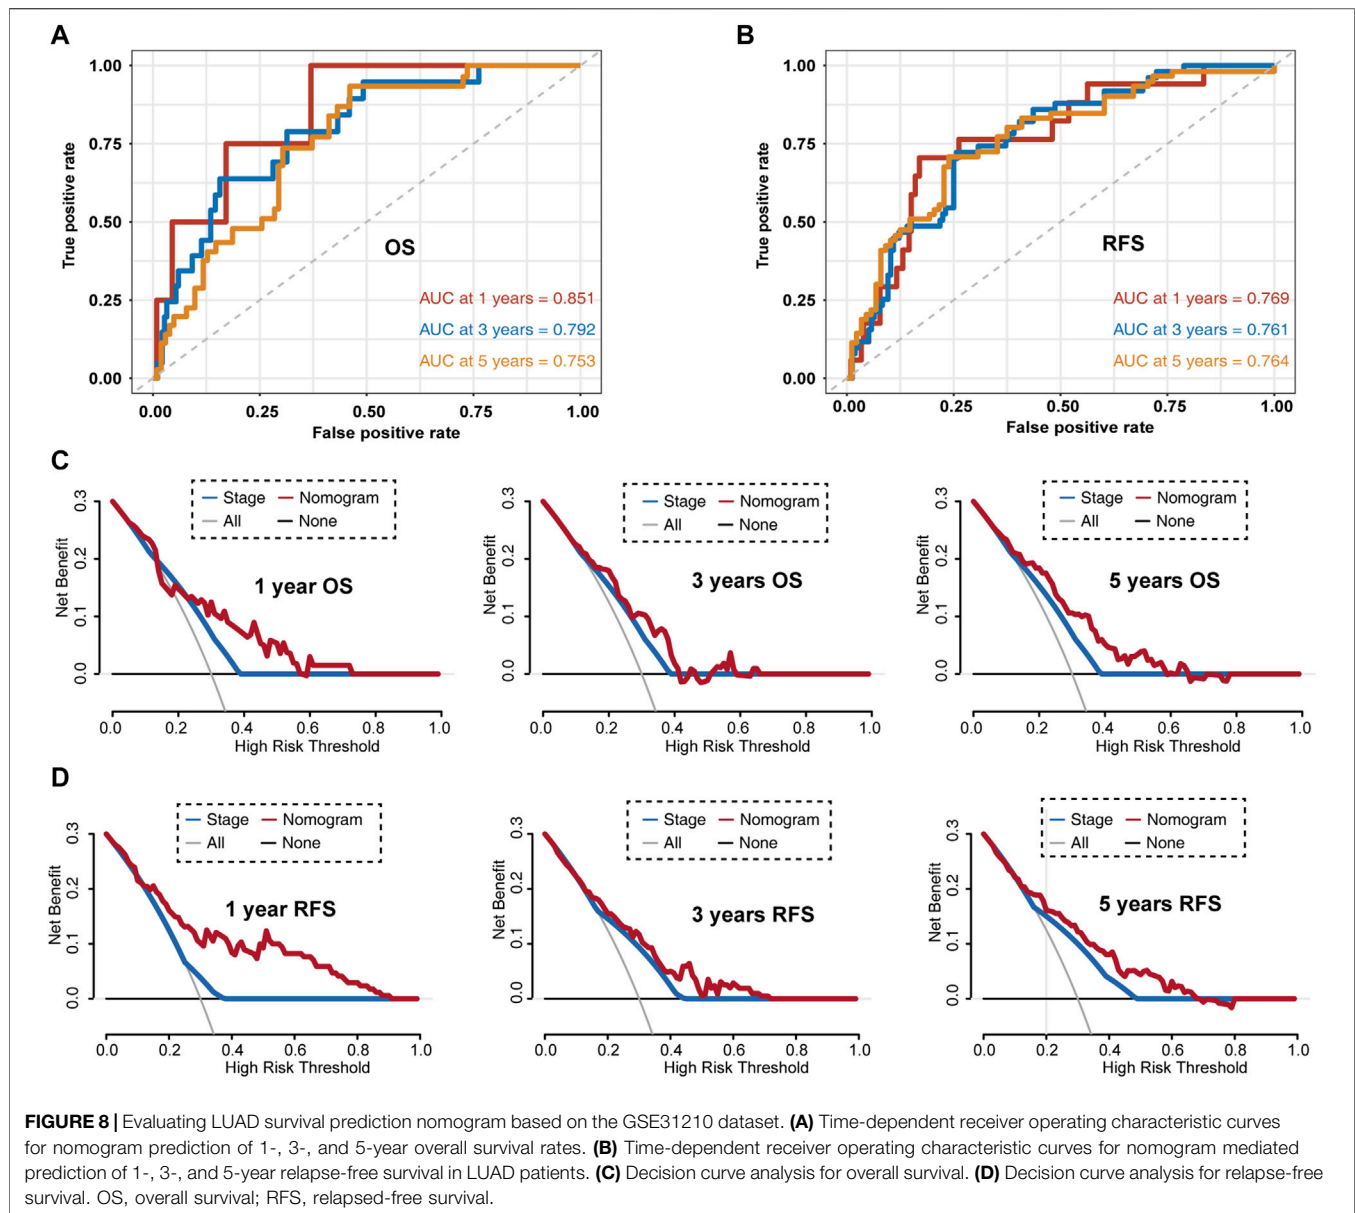 A
1.00
0.75
0.50
0.25
0.00
True positive rate
OS
AUC at 1 years = 0.851
AUC at 3 years = 0.792
AUC at 5 years = 0.753
0.00 0.25 0.50 0.75 1.00
False positive rate
B
1.00
0.75
0.50
0.25
0.00
True positive rate
RFS
AUC at 1 years = 0.769
AUC at 3 years = 0.761
AUC at 5 years = 0.764
0.00 0.25 0.50 0.75 1.00
False positive rate
C
0.3
0.2
0.1
0.0
Net Benefit
Stage Nomogram
All None
1 year OS
0.0 0.2 0.4 0.6 0.8 1.0
High Risk Threshold
0.3
0.2
0.1
0.0
Net Benefit
Stage Nomogram
All None
3 years OS
0.0 0.2 0.4 0.6 0.8 1.0
High Risk Threshold
0.3
0.2
0.1
0.0
Net Benefit
Stage Nomogram
All None
5 years OS
0.0 0.2 0.4 0.6 0.8 1.0
High Risk Threshold
D
0.3
0.2
0.1
0.0
Net Benefit
Stage Nomogram
All None
1 year RFS
0.0 0.2 0.4 0.6 0.8 1.0
High Risk Threshold
0.3
0.2
0.1
0.0
Net Benefit
Stage Nomogram
All None
3 years RFS
0.0 0.2 0.4 0.6 0.8 1.0
High Risk Threshold
0.3
0.2
0.1
0.0
Net Benefit
Stage Nomogram
All None
5 years RFS
0.0 0.2 0.4 0.6 0.8 1.0
High Risk Threshold
FIGURE 8 | Evaluating LUAD survival prediction nomogram based on the GSE31210 dataset. (A) Time-dependent receiver operating characteristic curves
for nomogram prediction of 1-, 3-, and 5-year overall survival rates. (B) Time-dependent receiver operating characteristic curves for nomogram mediated
prediction of 1-, 3-, and 5-year relapse-free survival in LUAD patients. (C) Decision curve analysis for overall survival. (D) Decision curve analysis for relapse-free
survival. OS, overall survival; RFS, relapsed-free survival.